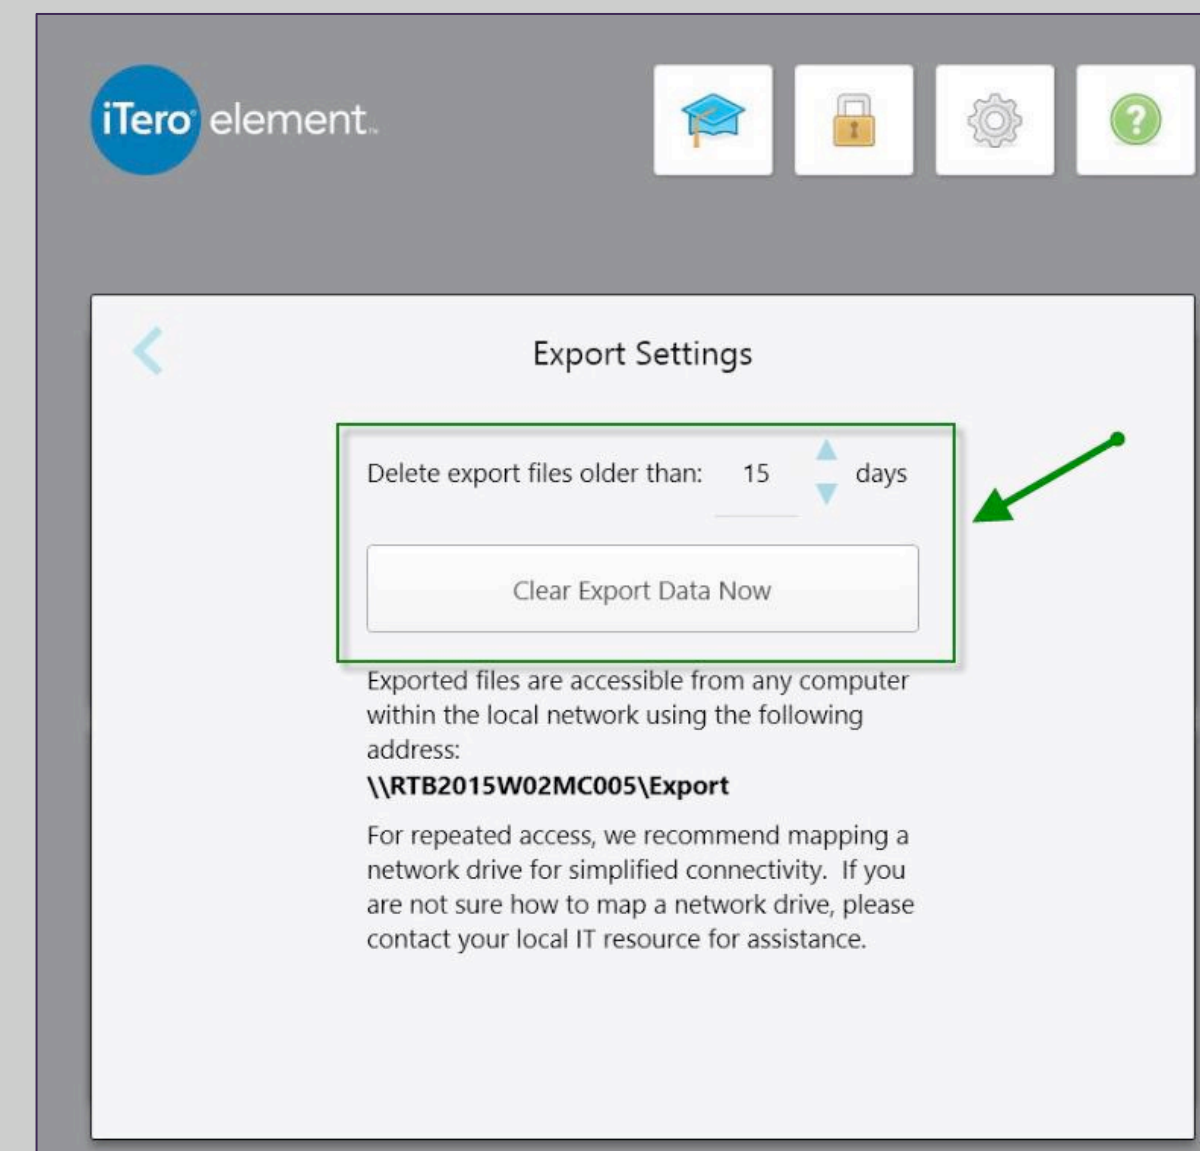 iTero element
?
Export Settings
Delete export files older than: 15 days
Clear Export Data Now
Exported files are accessible from any computer
within the local network using the following
address:
\\RTB2015W02MC005\Export
For repeated access, we recommend mapping a
network drive for simplified connectivity.  If you
are not sure how to map a network drive, please
contact your local IT resource for assistance.